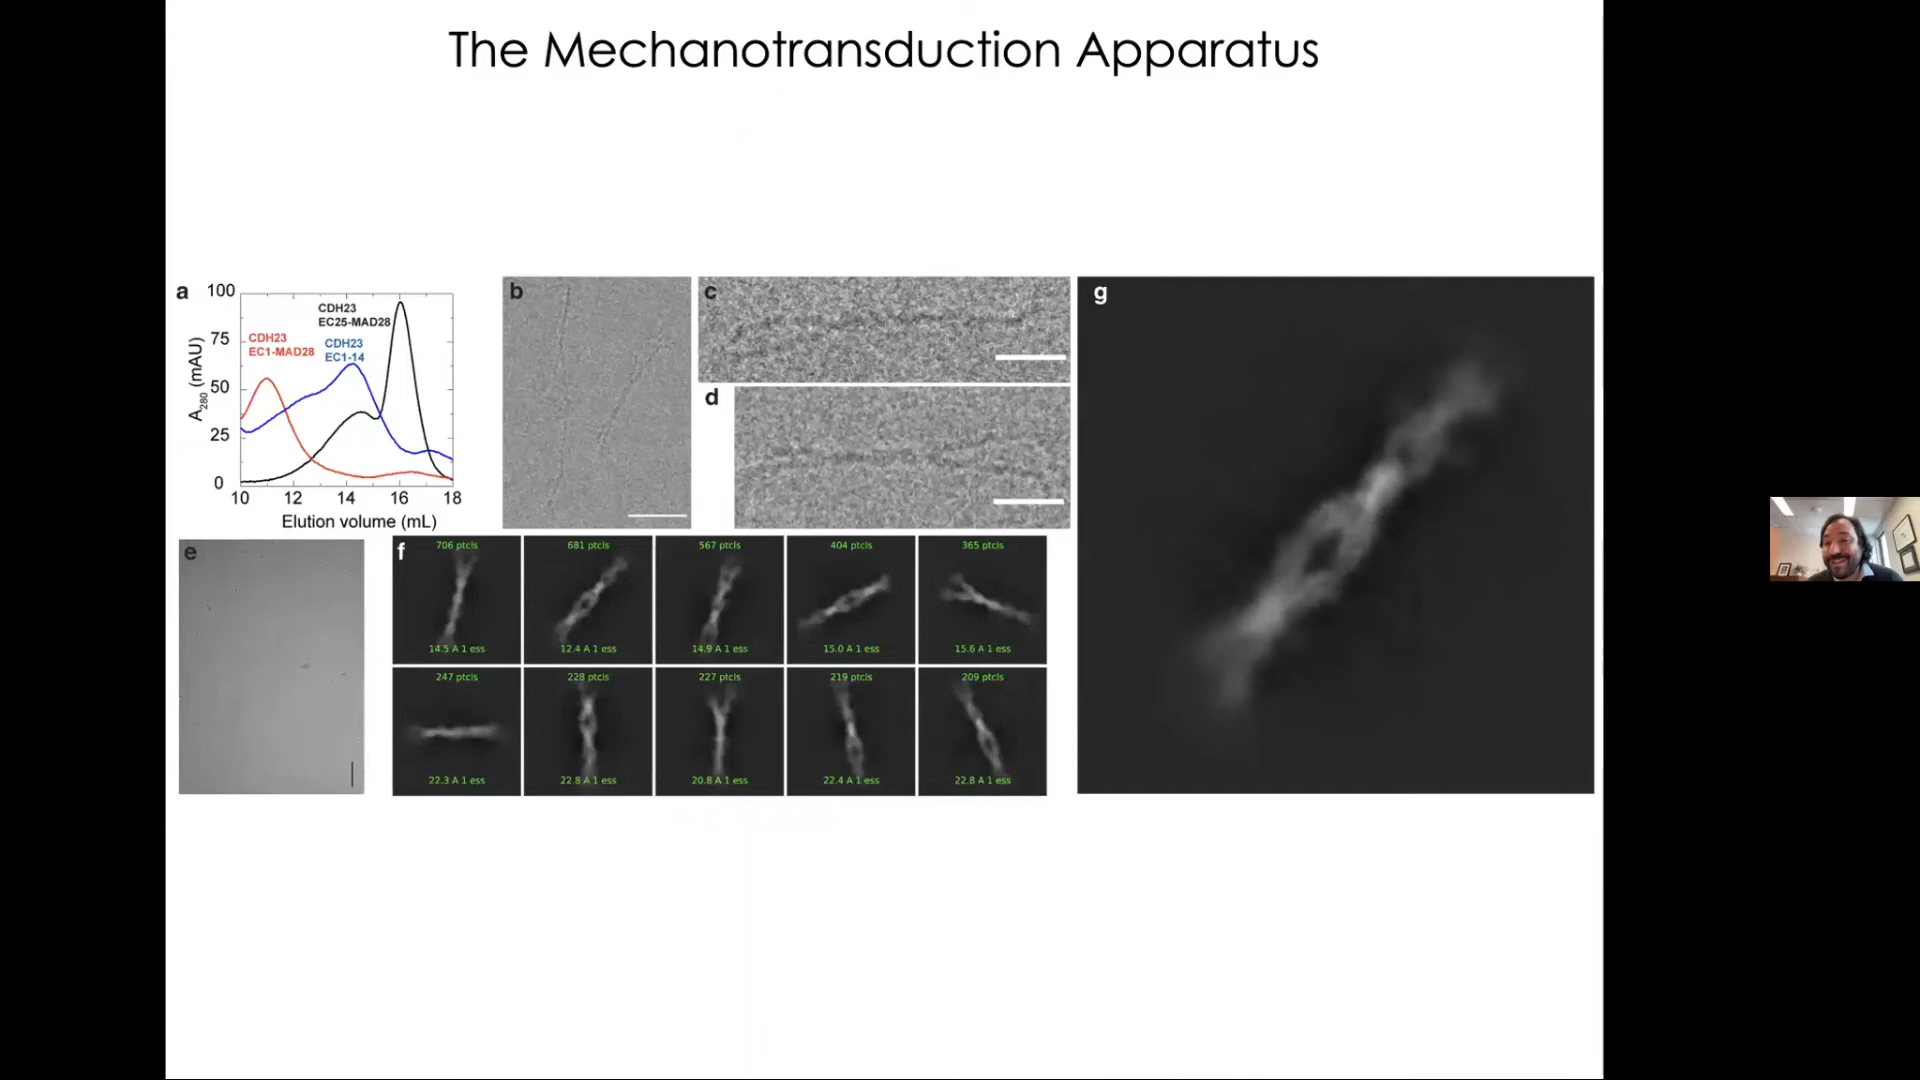 The Mechanotransduction Apparatus
a
100
75
50
25
0
A280 (mAU)
CDH23
EC25-MAD28
CDH23
EC1-MAD28
CDH23
EC1-14
10 12 14 16 18
Elution volume (mL)
b
c
d
e
f
706 ptcls
14.5 A 1 ess
681 ptcls
12.4 A 1 ess
567 ptcls
14.9 A 1 ess
404 ptcls
15.0 A 1 ess
365 ptcls
15.6 A 1 ess
247 ptcls
22.3 A 1 ess
228 ptcls
22.8 A 1 ess
227 ptcls
20.8 A 1 ess
219 ptcls
22.4 A 1 ess
209 ptcls
22.8 A 1 ess
g